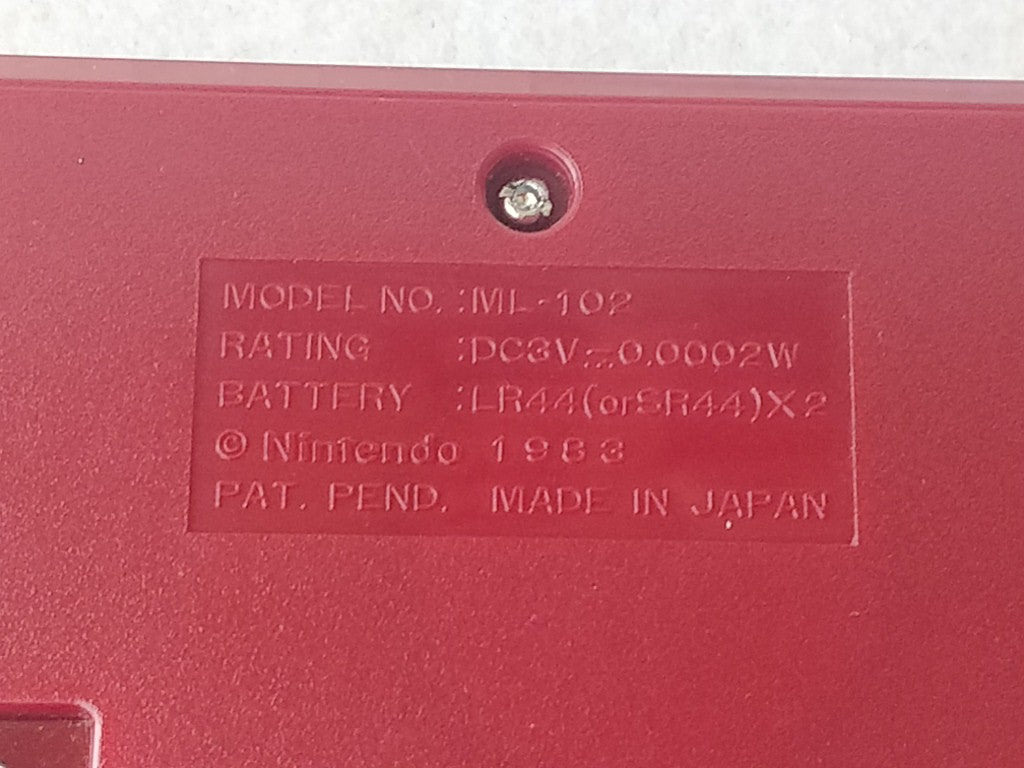 MODEL NO. :ML-102
RATING :DC3V⎓0.0002W
BATTERY :LR44(orSR44)X2
© Nintendo 1983
PAT. PEND. MADE IN JAPAN